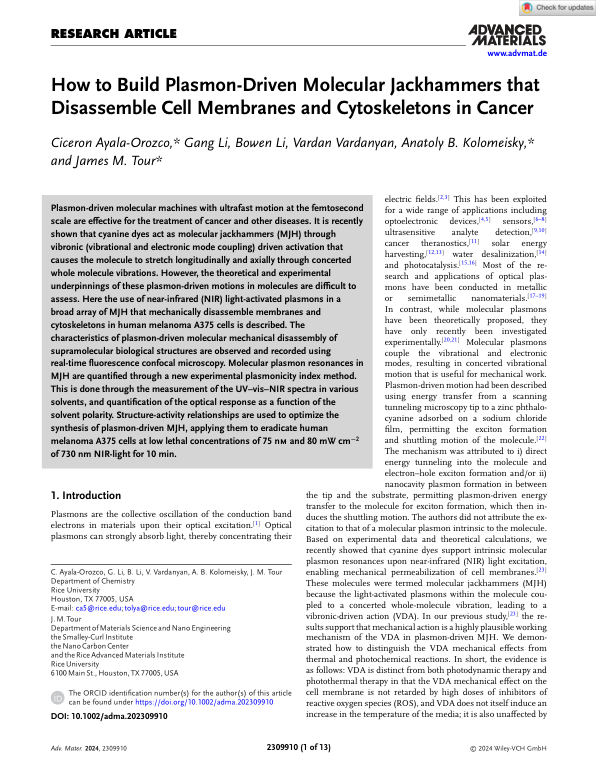 Check for updates
RESEARCH ARTICLE
ADVANCED
MATERIALS
www.advmat.de
How to Build Plasmon-Driven Molecular Jackhammers that
Disassemble Cell Membranes and Cytoskeletons in Cancer
Ciceron Ayala-Orozco,* Gang Li, Bowen Li, Vardan Vardanyan, Anatoly B. Kolomeisky,*
and James M. Tour*
Plasmon-driven molecular machines with ultrafast motion at the femtosecond
scale are effective for the treatment of cancer and other diseases. It is recently
shown that cyanine dyes act as molecular jackhammers (MJH) through
vibronic (vibrational and electronic mode coupling) driven activation that
causes the molecule to stretch longitudinally and axially through concerted
whole molecule vibrations. However, the theoretical and experimental
underpinnings of these plasmon-driven motions in molecules are difficult to
assess. Here the use of near-infrared (NIR) light-activated plasmons in a
broad array of MJH that mechanically disassemble membranes and
cytoskeletons in human melanoma A375 cells is described. The
characteristics of plasmon-driven molecular mechanical disassembly of
supramolecular biological structures are observed and recorded using
real-time fluorescence confocal microscopy. Molecular plasmon resonances in
MJH are quantified through a new experimental plasmonicity index method.
This is done through the measurement of the UV–vis–NIR spectra in various
solvents, and quantification of the optical response as a function of the
solvent polarity. Structure-activity relationships are used to optimize the
synthesis of plasmon-driven MJH, applying them to eradicate human
melanoma A375 cells at low lethal concentrations of 75 nM and 80 mW cm−2
of 730 nm NIR-light for 10 min.
1. Introduction
Plasmons are the collective oscillation of the conduction band
electrons in materials upon their optical excitation.[1] Optical
plasmons can strongly absorb light, thereby concentrating their
C. Ayala-Orozco, G. Li, B. Li, V. Vardanyan, A. B. Kolomeisky, J. M. Tour
Department of Chemistry
Rice University
Houston, TX 77005, USA
E-mail: ca5@rice.edu; tolya@rice.edu; tour@rice.edu
J. M. Tour
Department of Materials Science and Nano Engineering
the Smalley-Curl Institute
the Nano Carbon Center
and the Rice Advanced Materials Institute
Rice University
6100 Main St., Houston, TX 77005, USA
iD
The ORCID identification number(s) for the author(s) of this article
can be found under https://doi.org/10.1002/adma.202309910
DOI: 10.1002/adma.202309910
electric fields.[2,3] This has been exploited
for a wide range of applications including
optoelectronic devices,[4,5] sensors,[6–8]
ultrasensitive analyte detection,[9,10]
cancer theranostics,[11] solar energy
harvesting,[12,13] water desalinization,[14]
and photocatalysis.[15,16] Most of the re-
search and applications of optical plas-
mons have been conducted in metallic
or semimetallic nanomaterials.[17–19]
In contrast, while molecular plasmons
have been theoretically proposed, they
have only recently been investigated
experimentally.[20,21] Molecular plasmons
couple the vibrational and electronic
modes, resulting in concerted vibrational
motion that is useful for mechanical work.
Plasmon-driven motion had been described
using energy transfer from a scanning
tunneling microscopy tip to a zinc phthalo-
cyanine adsorbed on a sodium chloride
film, permitting the exciton formation
and shuttling motion of the molecule.[22]
The mechanism was attributed to i) direct
energy tunneling into the molecule and
electron–hole exciton formation and/or ii)
nanocavity plasmon formation in between
the tip and the substrate, permitting plasmon-driven energy
transfer to the molecule for exciton formation, which then in-
duces the shuttling motion. The authors did not attribute the ex-
citation to that of a molecular plasmon intrinsic to the molecule.
Based on experimental data and theoretical calculations, we
recently showed that cyanine dyes support intrinsic molecular
plasmon resonances upon near-infrared (NIR) light excitation,
enabling mechanical permeabilization of cell membranes.[23]
These molecules were termed molecular jackhammers (MJH)
because the light-activated plasmons within the molecule cou-
pled to a concerted whole-molecule vibration, leading to a
vibronic-driven action (VDA). In our previous study,[23] the re-
sults support that mechanical action is a highly plausible working
mechanism of the VDA in plasmon-driven MJH. We demon-
strated how to distinguish the VDA mechanical effects from
thermal and photochemical reactions. In short, the evidence is
as follows: VDA is distinct from both photodynamic therapy and
photothermal therapy in that the VDA mechanical effect on the
cell membrane is not retarded by high doses of inhibitors of
reactive oxygen species (ROS), and VDA does not itself induce an
increase in the temperature of the media; it is also unaffected by
Adv. Mater. 2024, 2309910
2309910 (1 of 13)
© 2024 Wiley-VCH GmbH